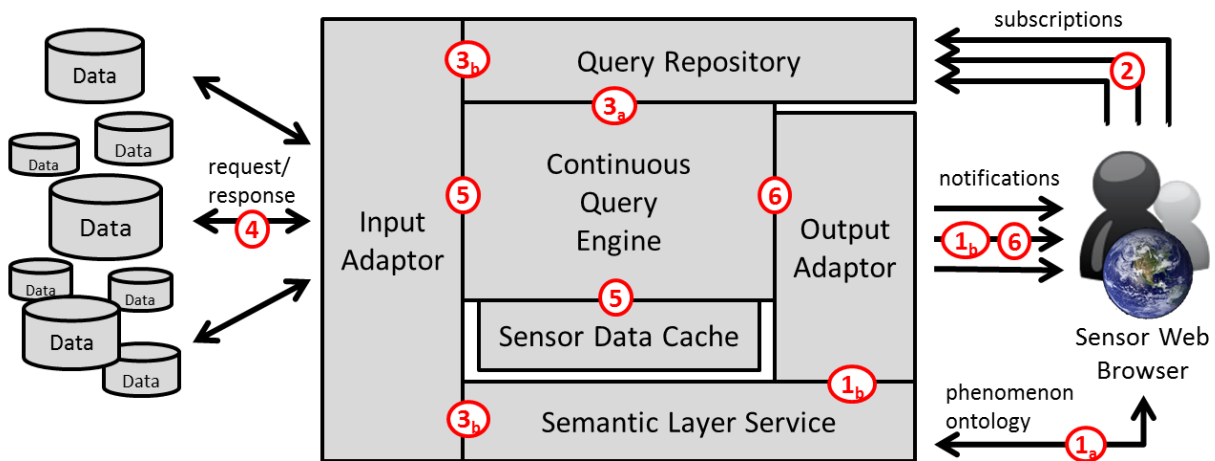 Data
Data
Data
Data
Data
Data
Data
Data
request/
response
4
Input
Adaptor
3b
Query Repository
3a
Continuous
Query
Engine
5
6
Output
Adaptor
5
Sensor Data Cache
1b
3b
Semantic Layer Service
subscriptions
2
notifications
1b
6
Sensor Web
Browser
phenomenon
ontology
1a